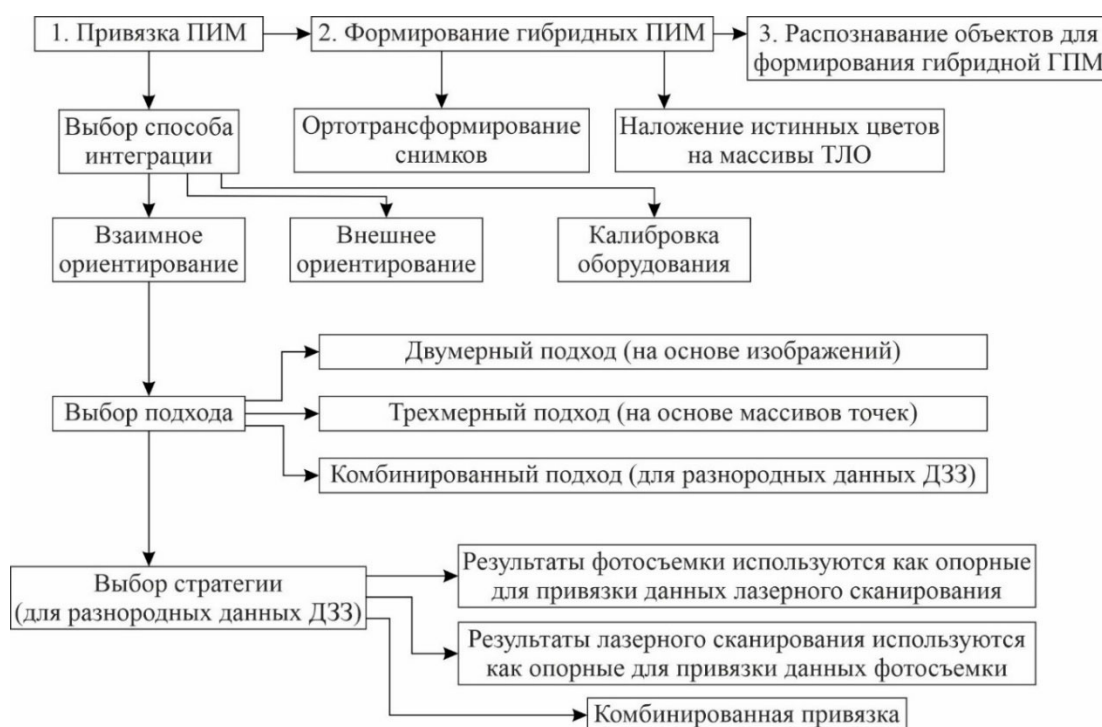 1. Привязка ПИМ
2. Формирование гибридных ПИМ
3. Распознавание объектов для
формирования гибридной ГПМ
Выбор способа
интеграции
Ортотрансформирование
снимков
Наложение истинных цветов
на массивы ТЛО
Взаимное
ориентирование
Внешнее
ориентирование
Калибровка
оборудования
Двумерный подход (на основе изображений)
Выбор подхода
Трехмерный подход (на основе массивов точек)
Комбинированный подход (для разнородных данных ДЗЗ)
Выбор стратегии
(для разнородных данных ДЗЗ)
Результаты фотосъемки используются как опорные
для привязки данных лазерного сканирования
Результаты лазерного сканирования используются
как опорные для привязки данных фотосъемки
Комбинированная привязка